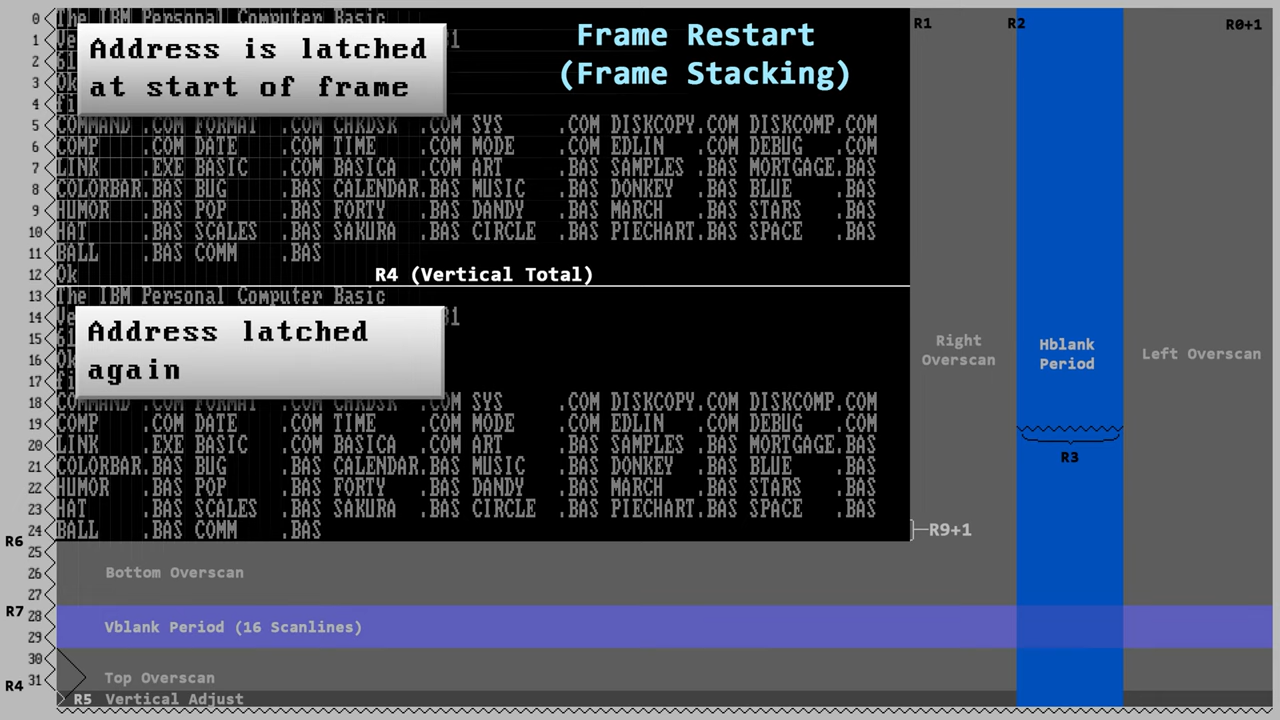 0 The IBM Personal Computer Basic
R1
R2
R0+1
Frame Restart
(Frame Stacking)
Address is latched
at start of frame
1 Ve 81
2 61
3 Ok
4 fi
5 COMMAND .COM FORMAT .COM CHKDSK .COM SYS .COM DISKCOPY.COM DISKCOMP.COM
6 COMP .COM DATE .COM TIME .COM MODE .COM EDLIN .COM DEBUG .COM
7 LINK .EXE BASIC .COM BASICA .COM ART .BAS SAMPLES .BAS MORTGAGE.BAS
8 COLORBAR.BAS BUG .BAS CALENDAR.BAS MUSIC .BAS DONKEY .BAS BLUE .BAS
9 HUMOR .BAS POP .BAS FORTY .BAS DANDY .BAS MARCH .BAS STARS .BAS
10 HAT .BAS SCALES .BAS SAKURA .BAS CIRCLE .BAS PIECHART.BAS SPACE .BAS
11 BALL .BAS COMM .BAS
12 Ok
R4 (Vertical Total)
13 The IBM Personal Computer Basic
14 Ve 81
15 61
16 Ok
17 fi
Address latched
again
Right
Overscan
Hblank
Period
Left Overscan
18 COMMAND .COM FORMAT .COM CHKDSK .COM SYS .COM DISKCOPY.COM DISKCOMP.COM
19 COMP .COM DATE .COM TIME .COM MODE .COM EDLIN .COM DEBUG .COM
20 LINK .EXE BASIC .COM BASICA .COM ART .BAS SAMPLES .BAS MORTGAGE.BAS
R3
21 COLORBAR.BAS BUG .BAS CALENDAR.BAS MUSIC .BAS DONKEY .BAS BLUE .BAS
22 HUMOR .BAS POP .BAS FORTY .BAS DANDY .BAS MARCH .BAS STARS .BAS
23 HAT .BAS SCALES .BAS SAKURA .BAS CIRCLE .BAS PIECHART.BAS SPACE .BAS
24 BALL .BAS COMM .BAS
R9+1
R6
25
26 Bottom Overscan
27
R7
28 Vblank Period (16 Scanlines)
29
30
31 Top Overscan
R4
R5 Vertical Adjust